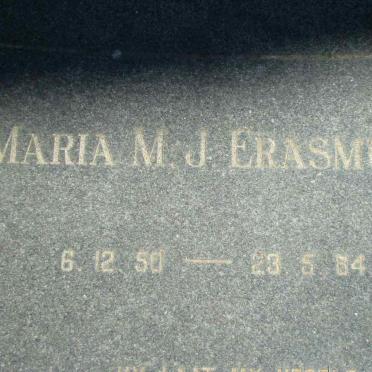 MARIA M. J. ERASM
6. 12. 50 — 23. 5. 84